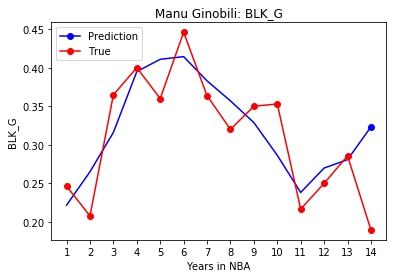 Manu Ginobili: BLK_G
Prediction
True
0.45
0.40
0.35
0.30
0.25
0.20
BLK_G
1 2 3 4 5 6 7 8 9 10 11 12 13 14
Years in NBA